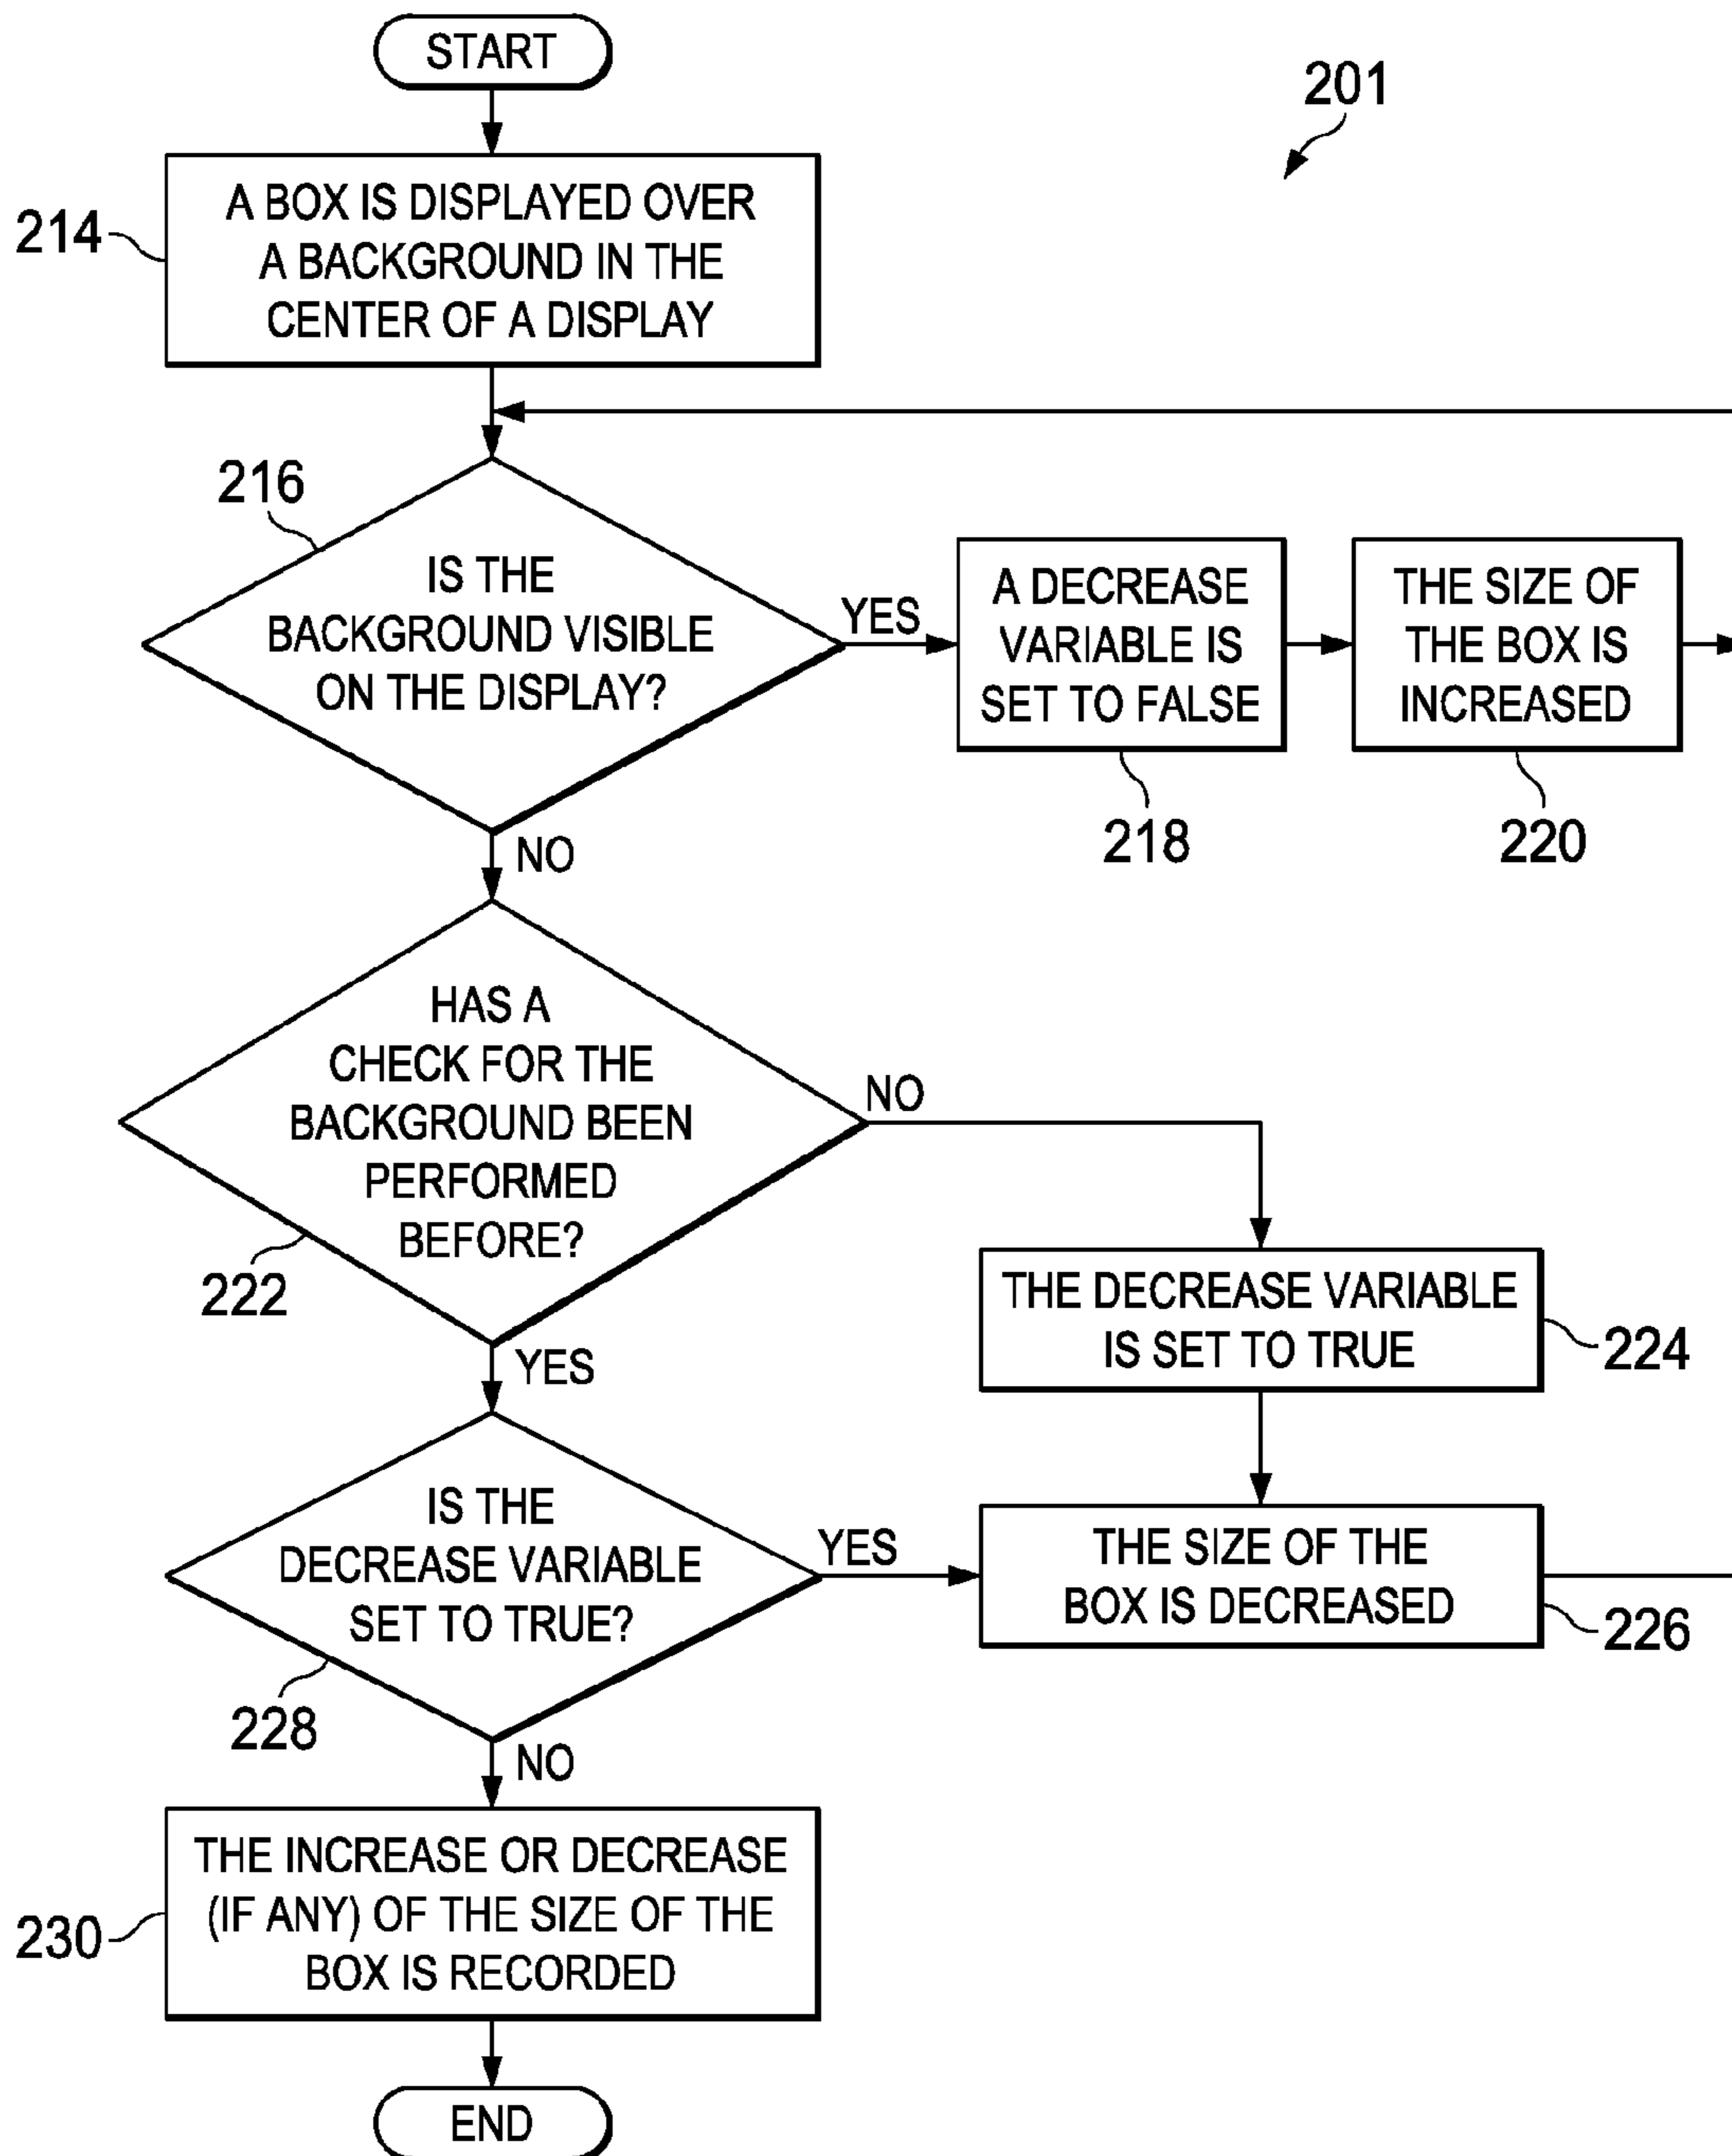 START
201
214
A BOX IS DISPLAYED OVER
A BACKGROUND IN THE
CENTER OF A DISPLAY
216
IS THE
BACKGROUND VISIBLE
ON THE DISPLAY?
YES
A DECREASE
VARIABLE IS
SET TO FALSE
218
THE SIZE OF
THE BOX IS
INCREASED
220
NO
HAS A
CHECK FOR THE
BACKGROUND BEEN
PERFORMED
BEFORE?
222
NO
THE DECREASE VARIABLE
IS SET TO TRUE
224
YES
IS THE
DECREASE VARIABLE
SET TO TRUE?
228
YES
THE SIZE OF THE
BOX IS DECREASED
226
NO
THE INCREASE OR DECREASE
(IF ANY) OF THE SIZE OF THE
BOX IS RECORDED
230
END